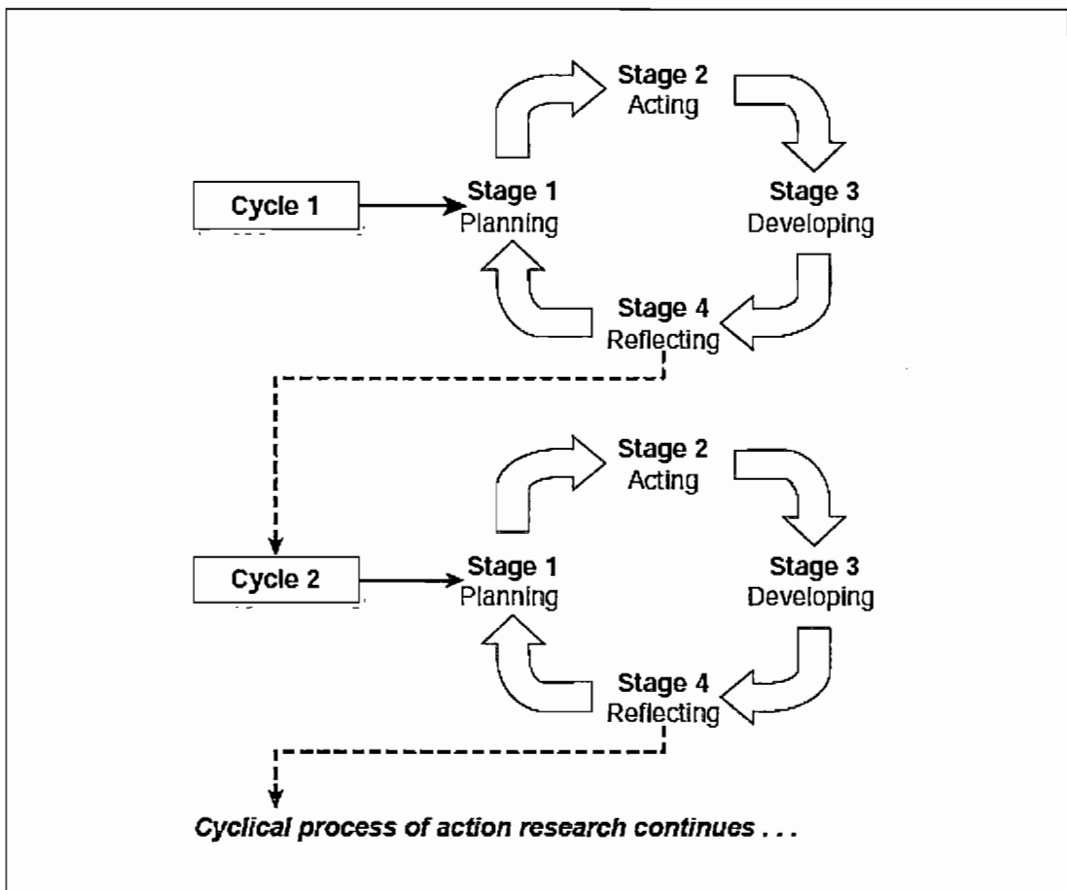 Stage 2
Acting
Cycle 1
Stage 1
Planning
Stage 3
Developing
Stage 4
Reflecting
Stage 2
Acting
Cycle 2
Stage 1
Planning
Stage 3
Developing
Stage 4
Reflecting
Cyclical process of action research continues . . .